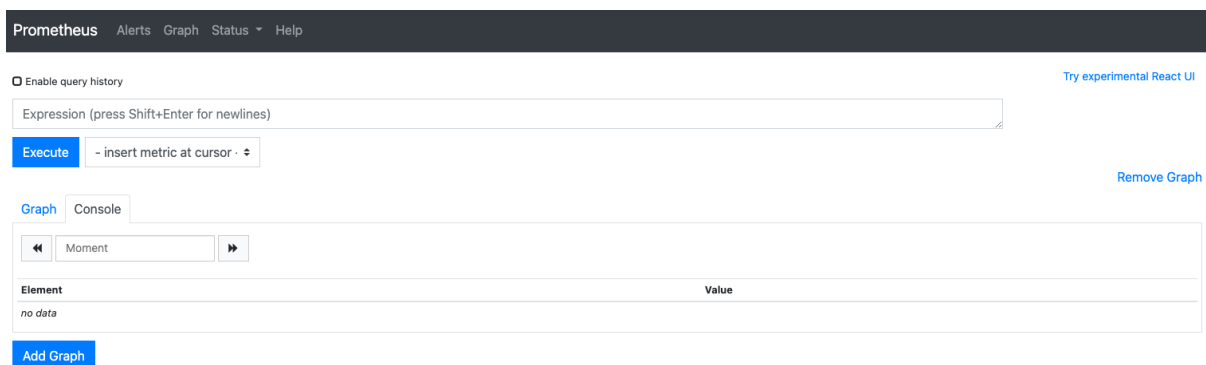 Prometheus Alerts Graph Status Help
Enable query history
Try experimental React UI
Expression (press Shift+Enter for newlines)
Execute - insert metric at cursor -
Remove Graph
Graph Console
Moment
Element Value
no data
Add Graph